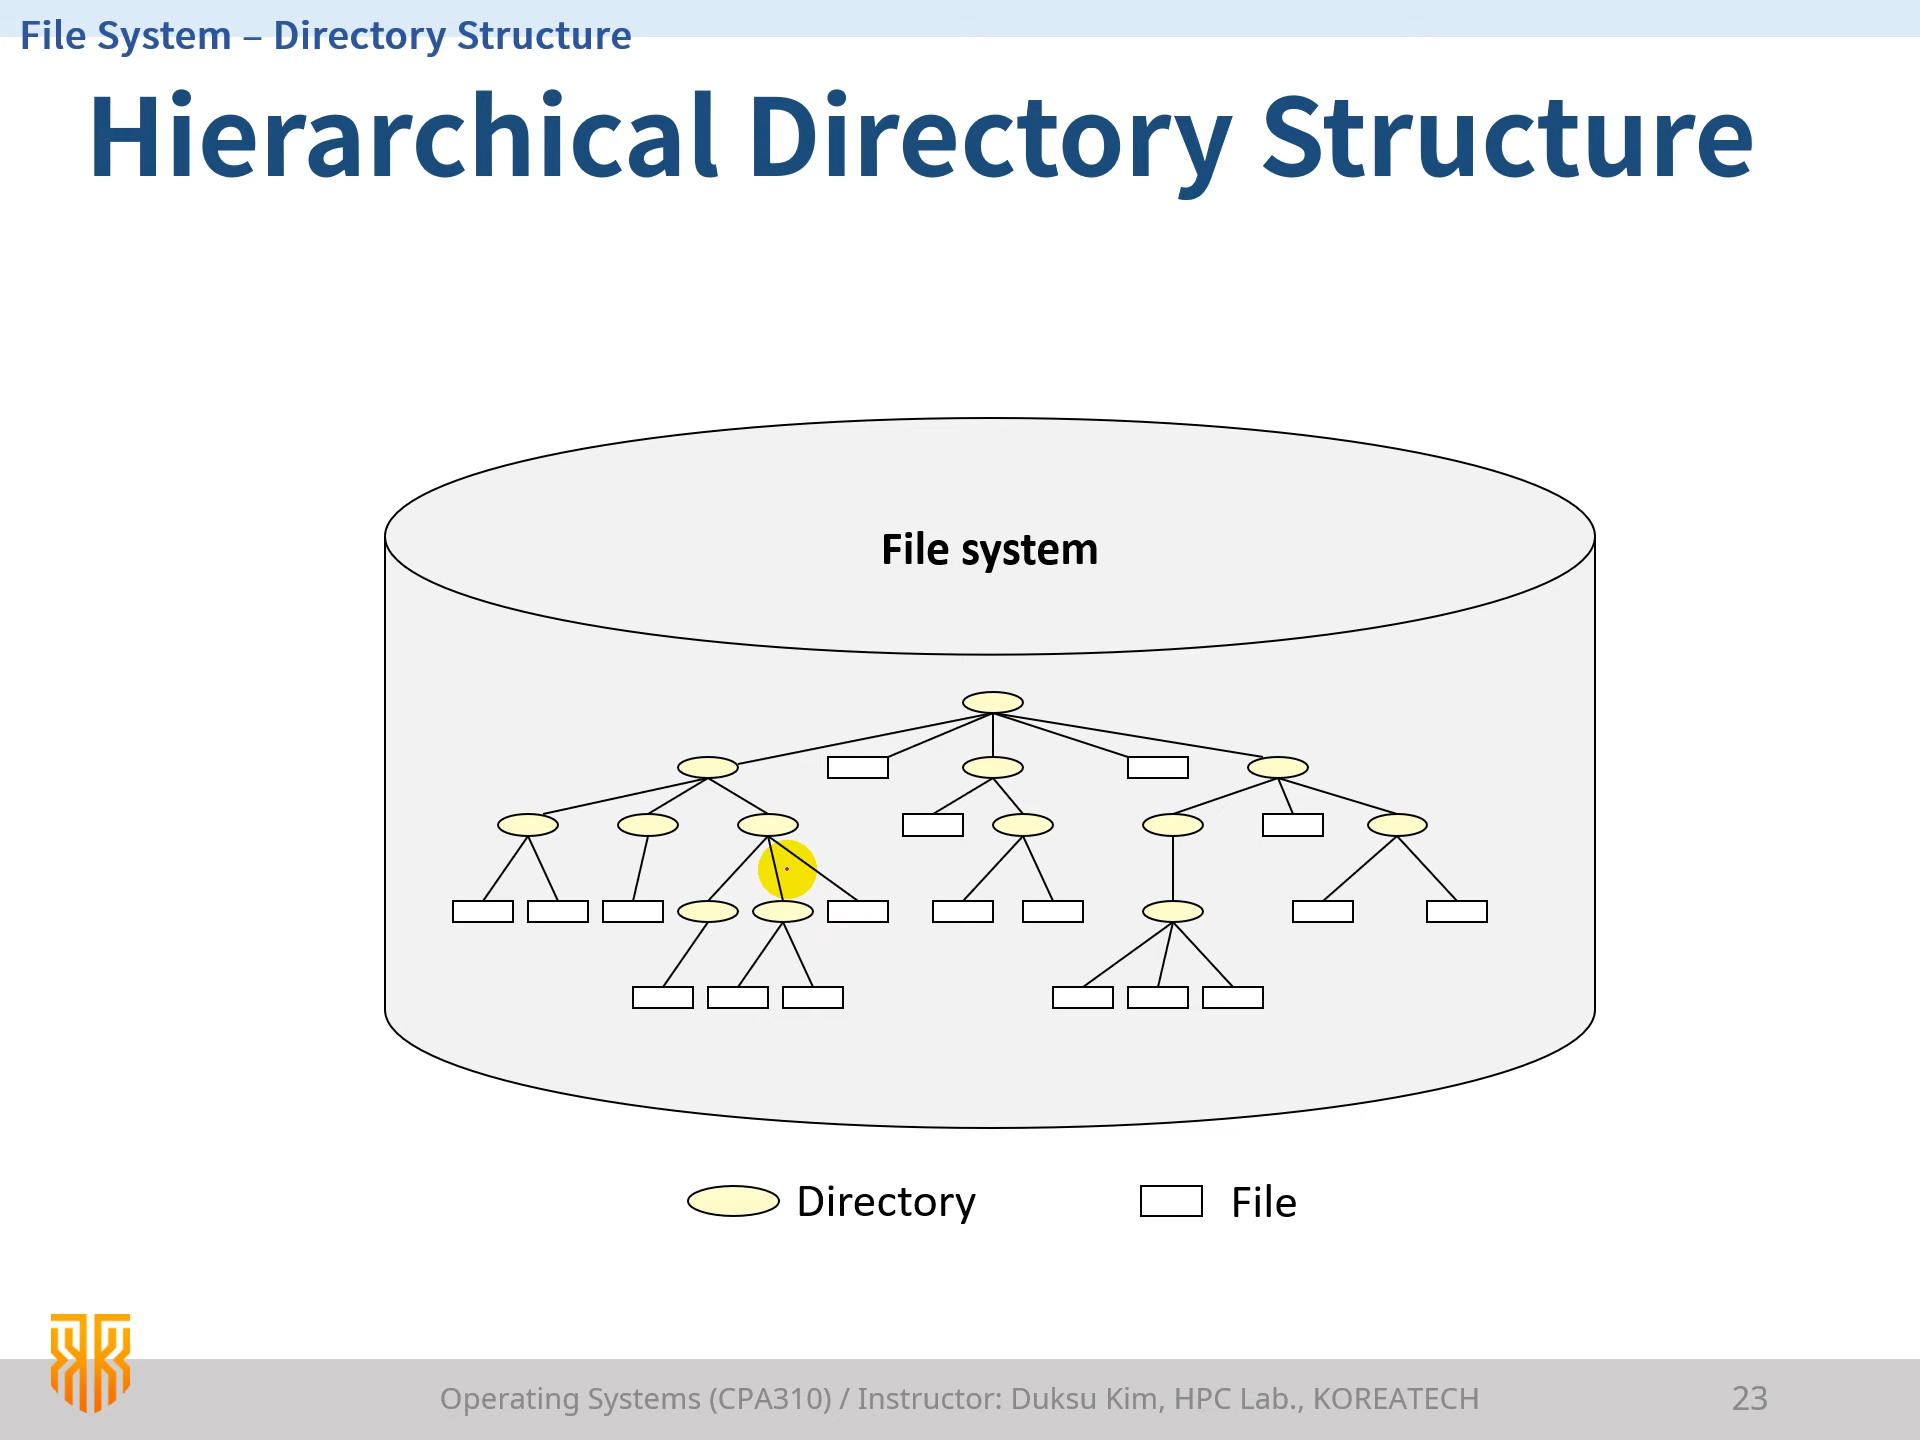 File System – Directory Structure
Hierarchical Directory Structure
File system
Directory
File
Operating Systems (CPA310) / Instructor: Duksu Kim, HPC Lab., KOREATECH
23